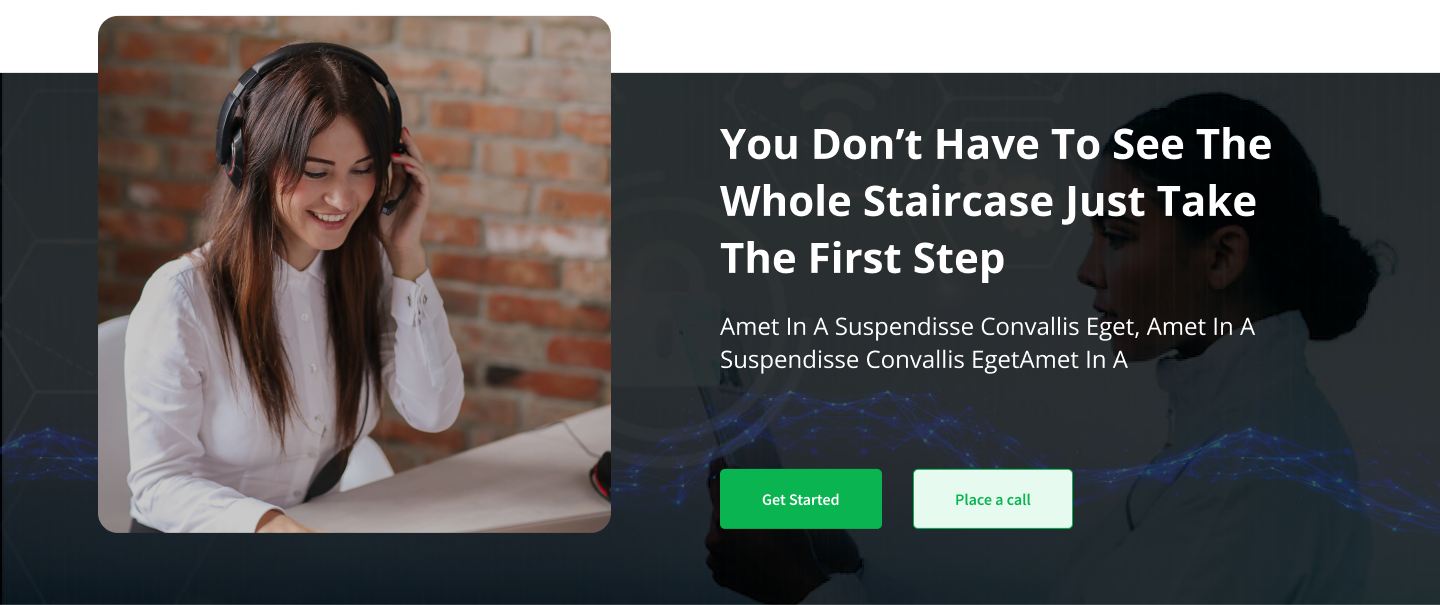 You Don’t Have To See The
Whole Staircase Just Take
The First Step
Amet In A Suspendisse Convallis Eget, Amet In A
Suspendisse Convallis EgetAmet In A
Get Started
Place a call